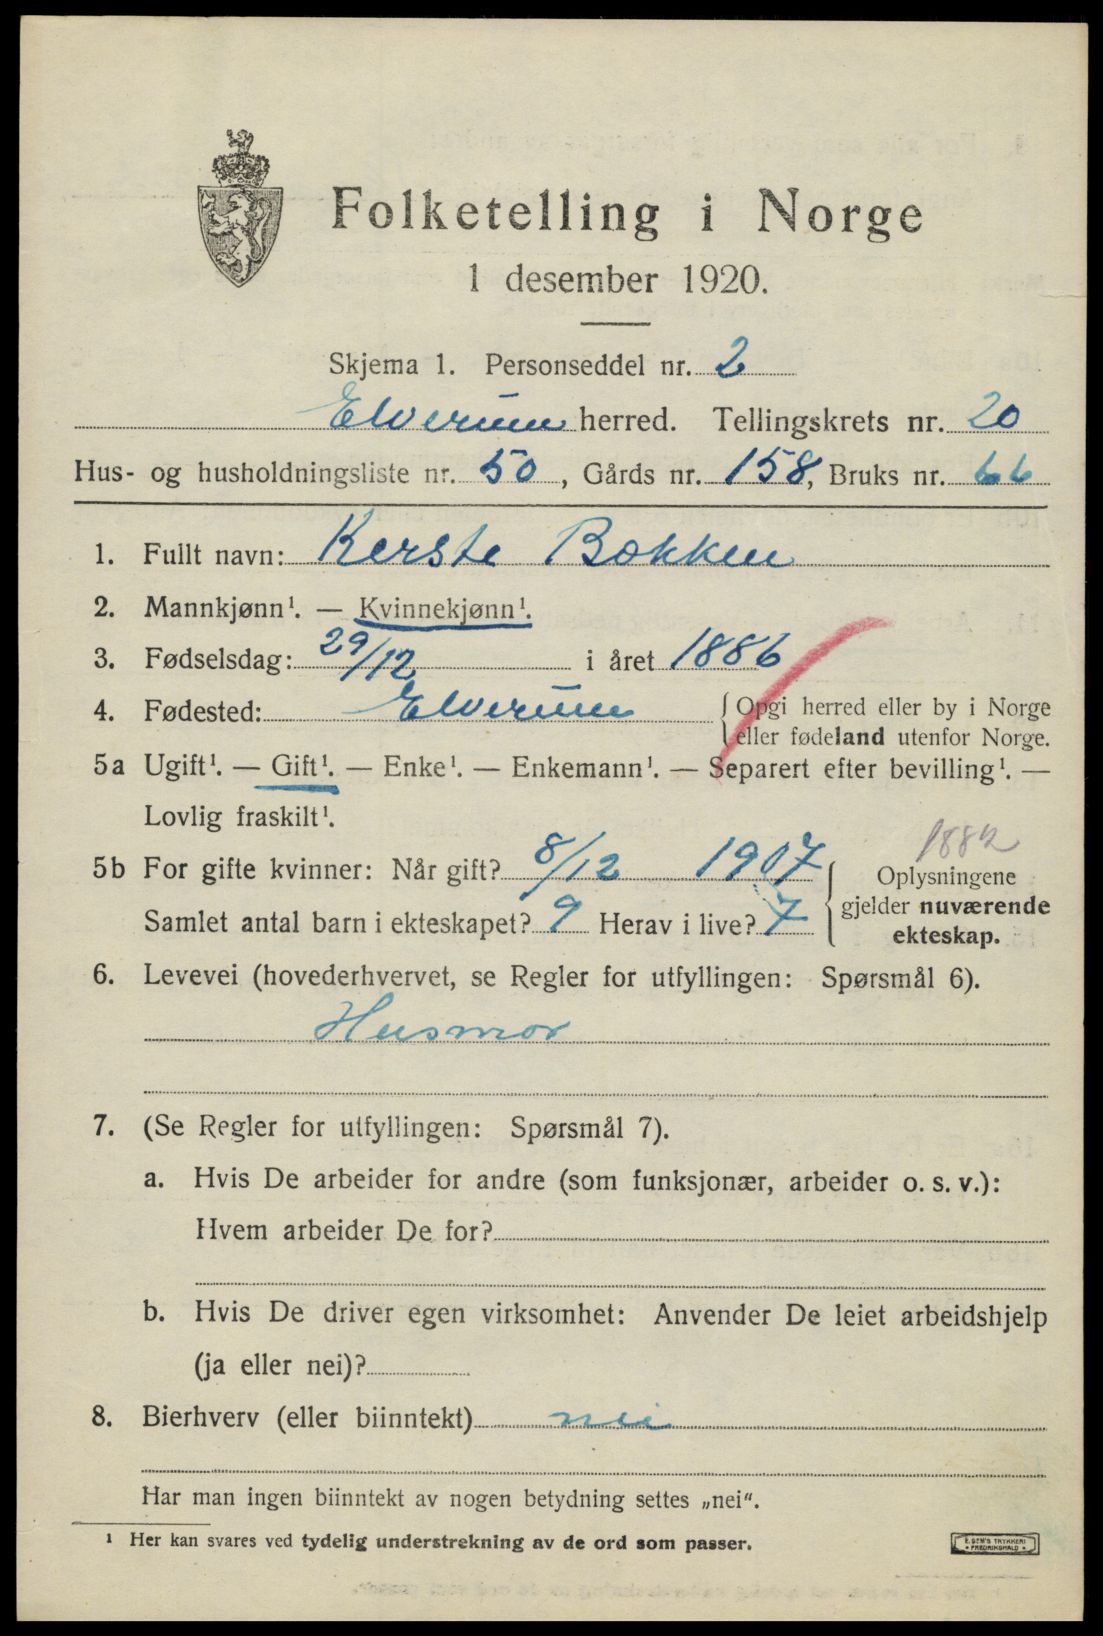 Folketelling i Norge
1 desember 1920.
Skjema 1. Personseddel nr. 2
Elverum herred. Tellingskrets nr. 20
Hus- og husholdningsliste nr. 50, Gårds nr. 158, Bruks nr. 66
1. Fullt navn: Kerste Bækken
2. Mannkjønn¹. — Kvinnekjønn¹.
3. Fødselsdag: 29/12 i året 1886
4. Fødested: Elverum { Opgi herred eller by i Norge
eller fødeland utenfor Norge.
5a Ugift¹. — Gift¹. — Enke¹. — Enkemann¹. — Separert efter bevilling¹. —
Lovlig fraskilt¹.
1882
5b For gifte kvinner: Når gift? 8/12 1907 { Oplysningene
gjelder nuværende
ekteskap.
Samlet antal barn i ekteskapet? 9 Herav i live? 7
6. Levevei (hovederhvervet, se Regler for utfyllingen: Spørsmål 6).
Husmor
7. (Se Regler for utfyllingen: Spørsmål 7).
a. Hvis De arbeider for andre (som funksjonær, arbeider o. s. v.):
Hvem arbeider De for?
b. Hvis De driver egen virksomhet: Anvender De leiet arbeidshjelp
(ja eller nei)?
8. Bierhverv (eller biinntekt) nei
Har man ingen biinntekt av nogen betydning settes „nei".
¹ Her kan svares ved tydelig understrekning av de ord som passer.
E. SEM'S TRYKKERI
FREDRIKSHALD